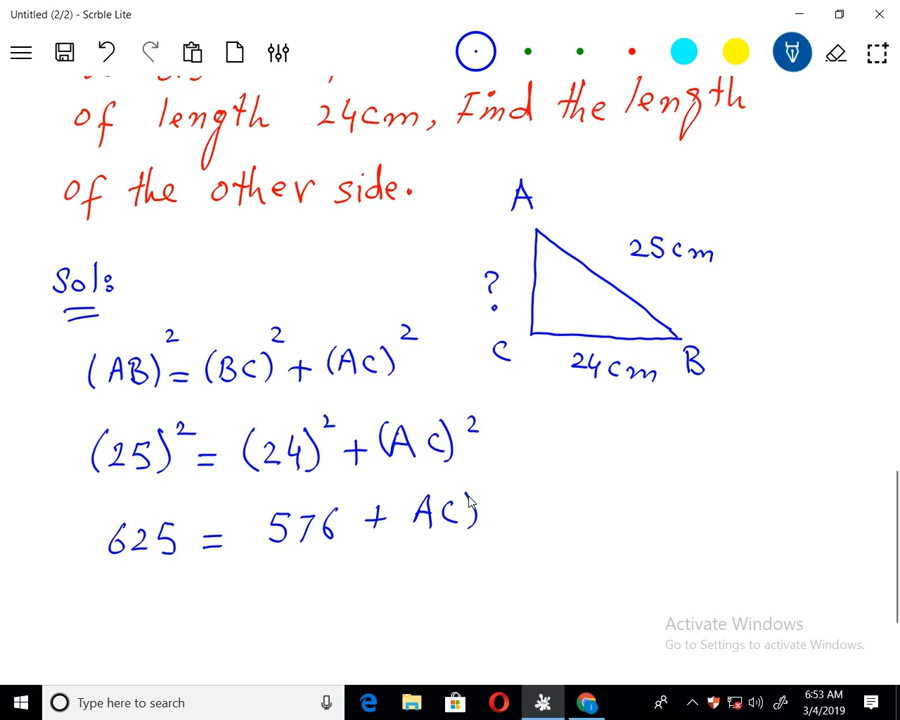 Untitled (2/2) - Scrble Lite
of length 24cm, Find the length
of the other side.
A
25cm
Sol:
?
C
24cm B
(AB)² = (BC)² + (AC)²
(25)² = (24)² + (AC)²
625 = 576 + AC)
Activate Windows
Go to Settings to activate Windows.
Type here to search
6:53 AM
3/4/2019